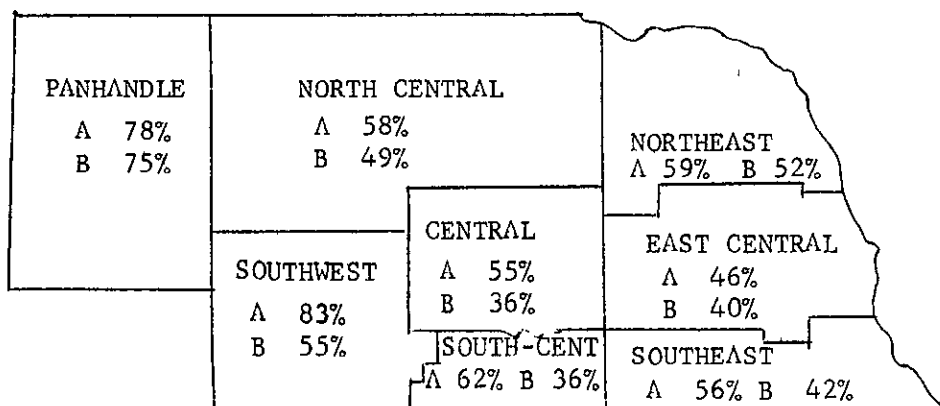 PANHANDLE
A 78%
B 75%
NORTH CENTRAL
A 58%
B 49%
NORTHEAST
A 59% B 52%
CENTRAL
A 55%
B 36%
EAST CENTRAL
A 46%
B 40%
SOUTHWEST
A 83%
B 55%
SOUTH-CENT
A 62% B 36%
SOUTHEAST
A 56% B 42%